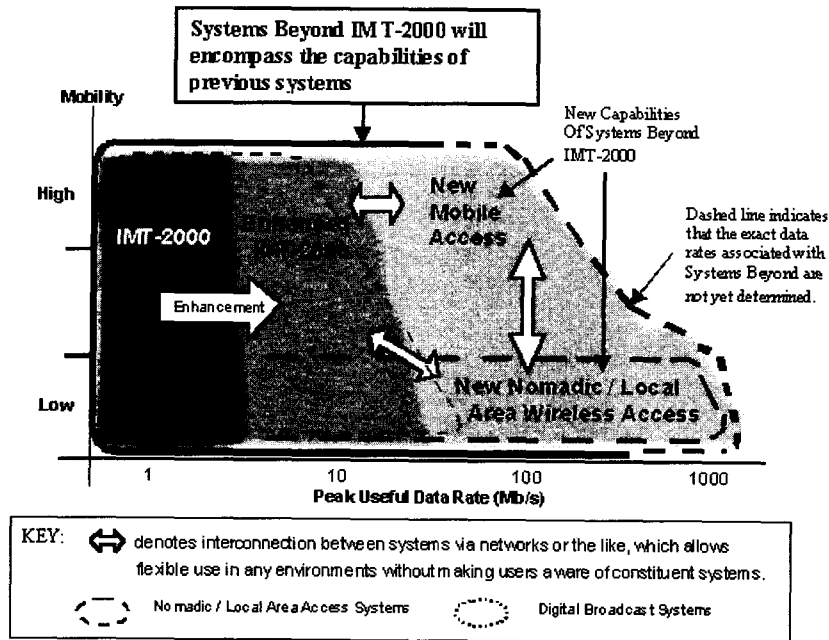 Systems Beyond IMT-2000 will
encompass the capabilities of
previous systems
Mobility
New Capabilities
Of Systems Beyond
IMT-2000
High
New
Mobile
Access
IMT-2000
Dashed line indicates
that the exact data
rates associated with
Systems Beyond are
not yet determined.
Enhancement
Low
New Nomadic / Local
Area Wireless Access
1
10
100
1000
Peak Useful Data Rate (Mb/s)
KEY:
denotes interconnection between systems via networks or the like, which allows
flexible use in any environments without making users aware of constituent systems.
Nomadic / Local Area Access Systems
Digital Broadcast Systems